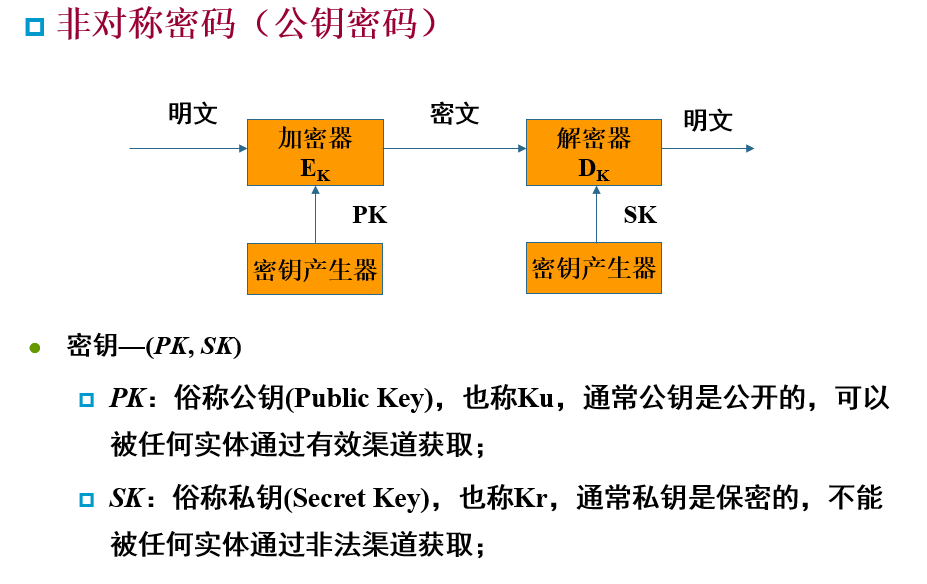 非对称密码（公钥密码）
明文
加密器
EK
密文
解密器
DK
明文
PK
SK
密钥产生器
密钥产生器
密钥—(PK, SK)
PK：俗称公钥(Public Key)，也称Ku，通常公钥是公开的，可以
被任何实体通过有效渠道获取；
SK：俗称私钥(Secret Key)，也称Kr，通常私钥是保密的，不能
被任何实体通过非法渠道获取；